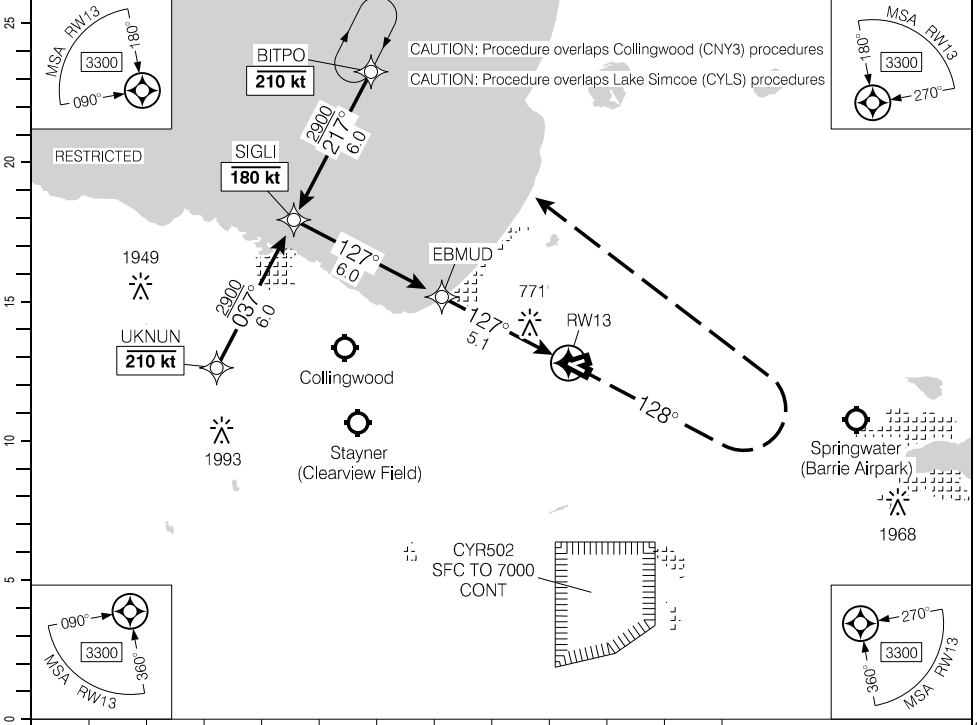 25
MSA RW13
3300
180°
090°
BITPO
210 kt
CAUTION: Procedure overlaps Collingwood (CNY3) procedures
CAUTION: Procedure overlaps Lake Simcoe (CYLS) procedures
MSA RW13
3300
180°
270°
2900
217°
6.0
20
RESTRICTED
SIGLI
180 kt
127°
6.0
EBMUD
1949
771
15
2900
037°
6.0
127°
5.1
RW13
UKNUN
210 kt
Collingwood
128°
10
1993
Stayner
(Clearview Field)
Springwater
(Barrie Airpark)
1968
CYR502
SFC TO 7000
CONT
5
090°
3300
360°
MSA RW13
270°
3300
360°
MSA RW13
0